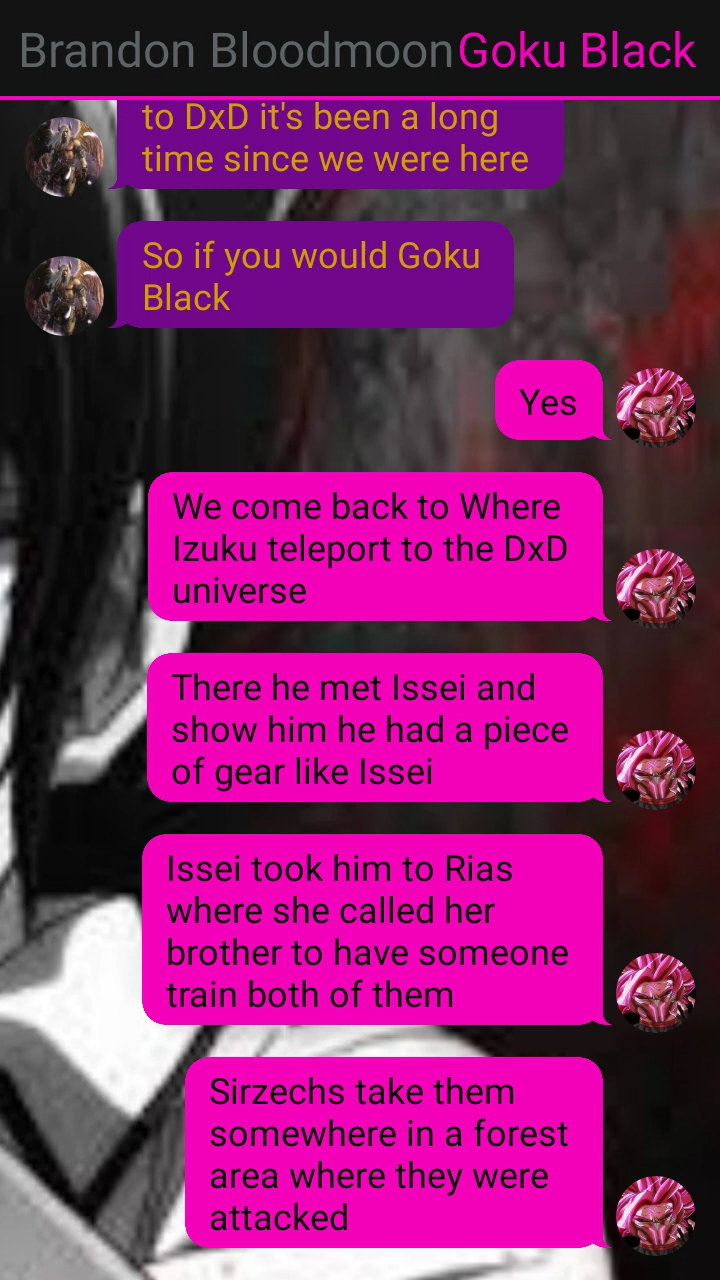 Brandon Bloodmoon Goku Black
to DxD it's been a long
time since we were here
So if you would Goku
Black
Yes
We come back to Where
Izuku teleport to the DxD
universe
There he met Issei and
show him he had a piece
of gear like Issei
Issei took him to Rias
where she called her
brother to have someone
train both of them
Sirzechs take them
somewhere in a forest
area where they were
attacked